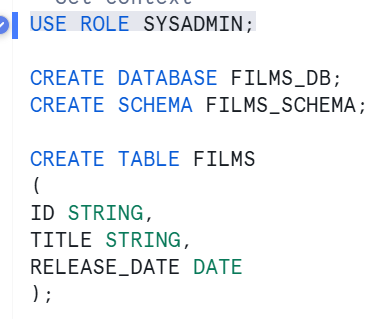 USE ROLE SYSADMIN;
CREATE DATABASE FILMS_DB;
CREATE SCHEMA FILMS_SCHEMA;
CREATE TABLE FILMS
(
ID STRING,
TITLE STRING,
RELEASE_DATE DATE
);